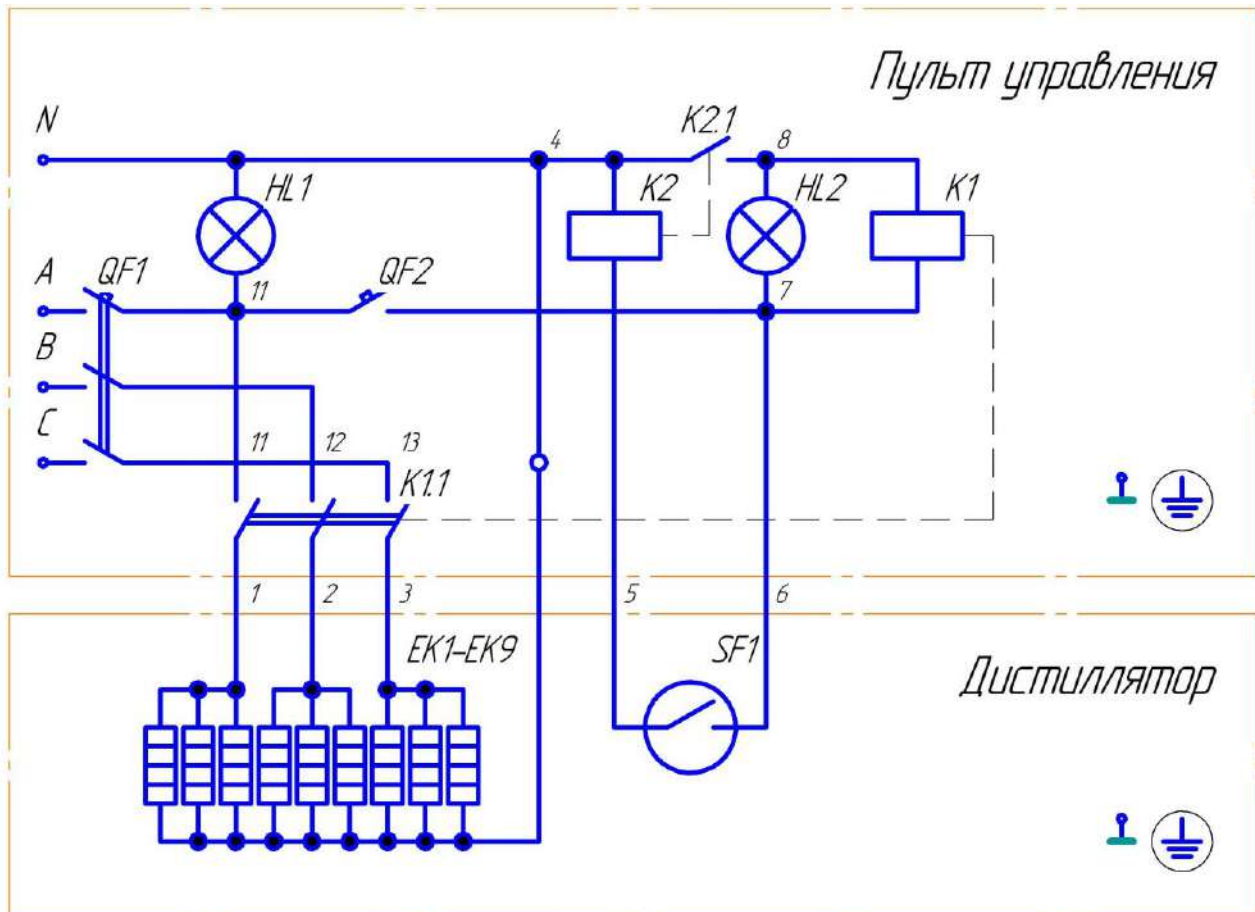 Пульт управления
N
4
K2.1
8
HL1
K2
HL2
K1
A
QF1
11
QF2
7
B
C
11
12
13
K1.1
1
2
3
5
6
EK1-EK9
SF1
Дистиллятор